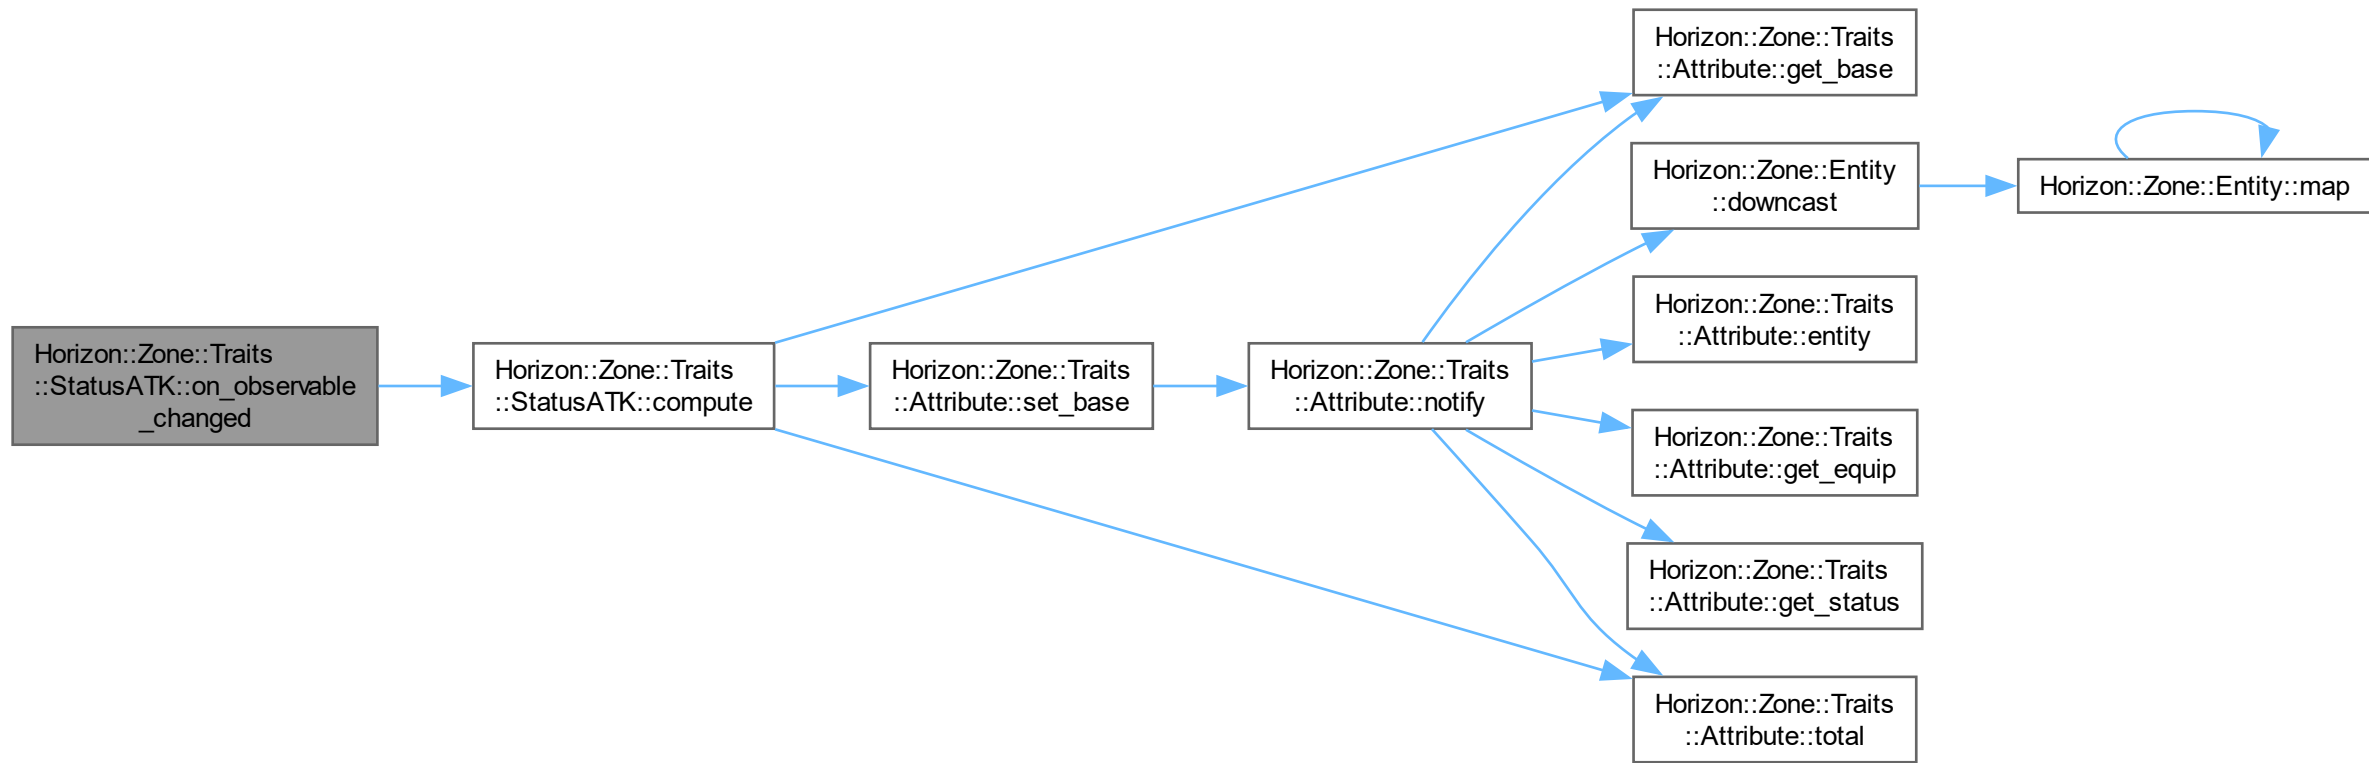 Horizon::Zone::Traits
::StatusATK::on_observable
_changed
Horizon::Zone::Traits
::StatusATK::compute
Horizon::Zone::Traits
::Attribute::set_base
Horizon::Zone::Traits
::Attribute::notify
Horizon::Zone::Traits
::Attribute::get_base
Horizon::Zone::Entity
::downcast
Horizon::Zone::Entity::map
Horizon::Zone::Traits
::Attribute::entity
Horizon::Zone::Traits
::Attribute::get_equip
Horizon::Zone::Traits
::Attribute::get_status
Horizon::Zone::Traits
::Attribute::total